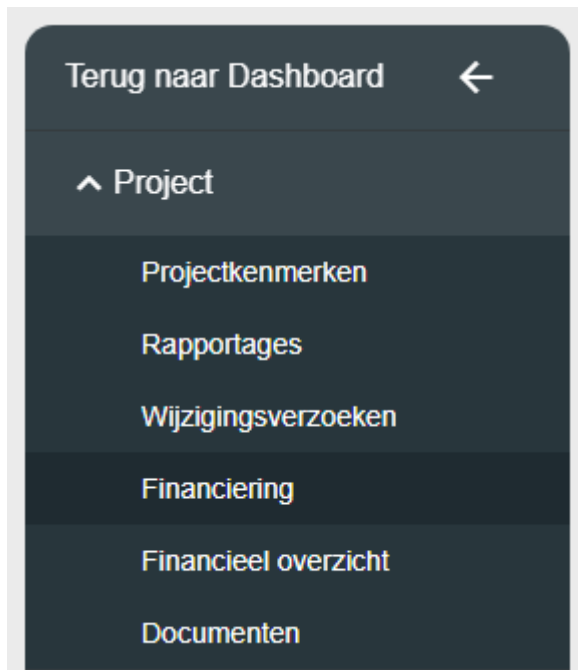 Terug naar Dashboard
Project
Projectkenmerken
Rapportages
Wijzigingsverzoeken
Financiering
Financieel overzicht
Documenten